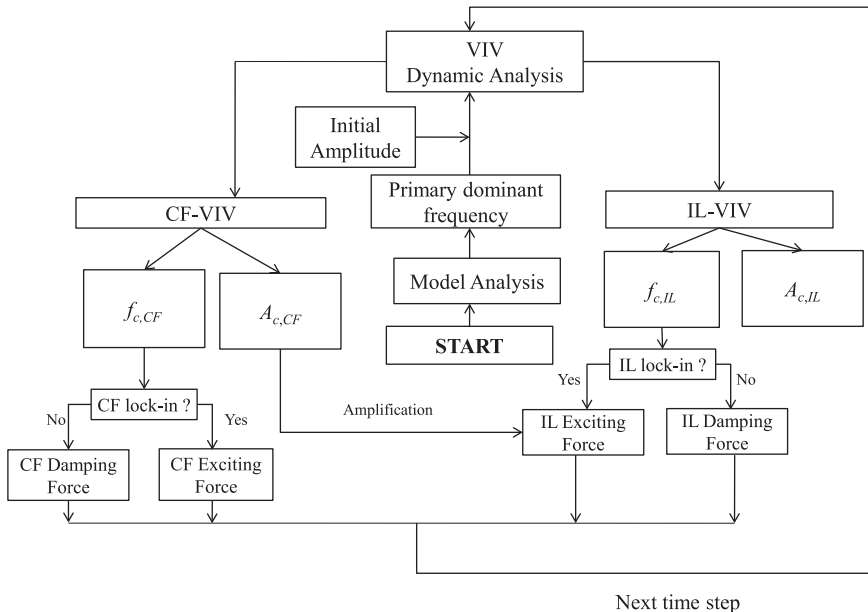 VIV
Dynamic Analysis
Initial
Amplitude
Primary dominant
frequency
CF-VIV
IL-VIV
Model Analysis
f_{c,CF}
A_{c,CF}
f_{c,IL}
A_{c,IL}
START
IL lock-in ?
Yes
No
CF lock-in ?
No
Yes
Amplification
IL Exciting
Force
IL Damping
Force
CF Damping
Force
CF Exciting
Force
Next time step